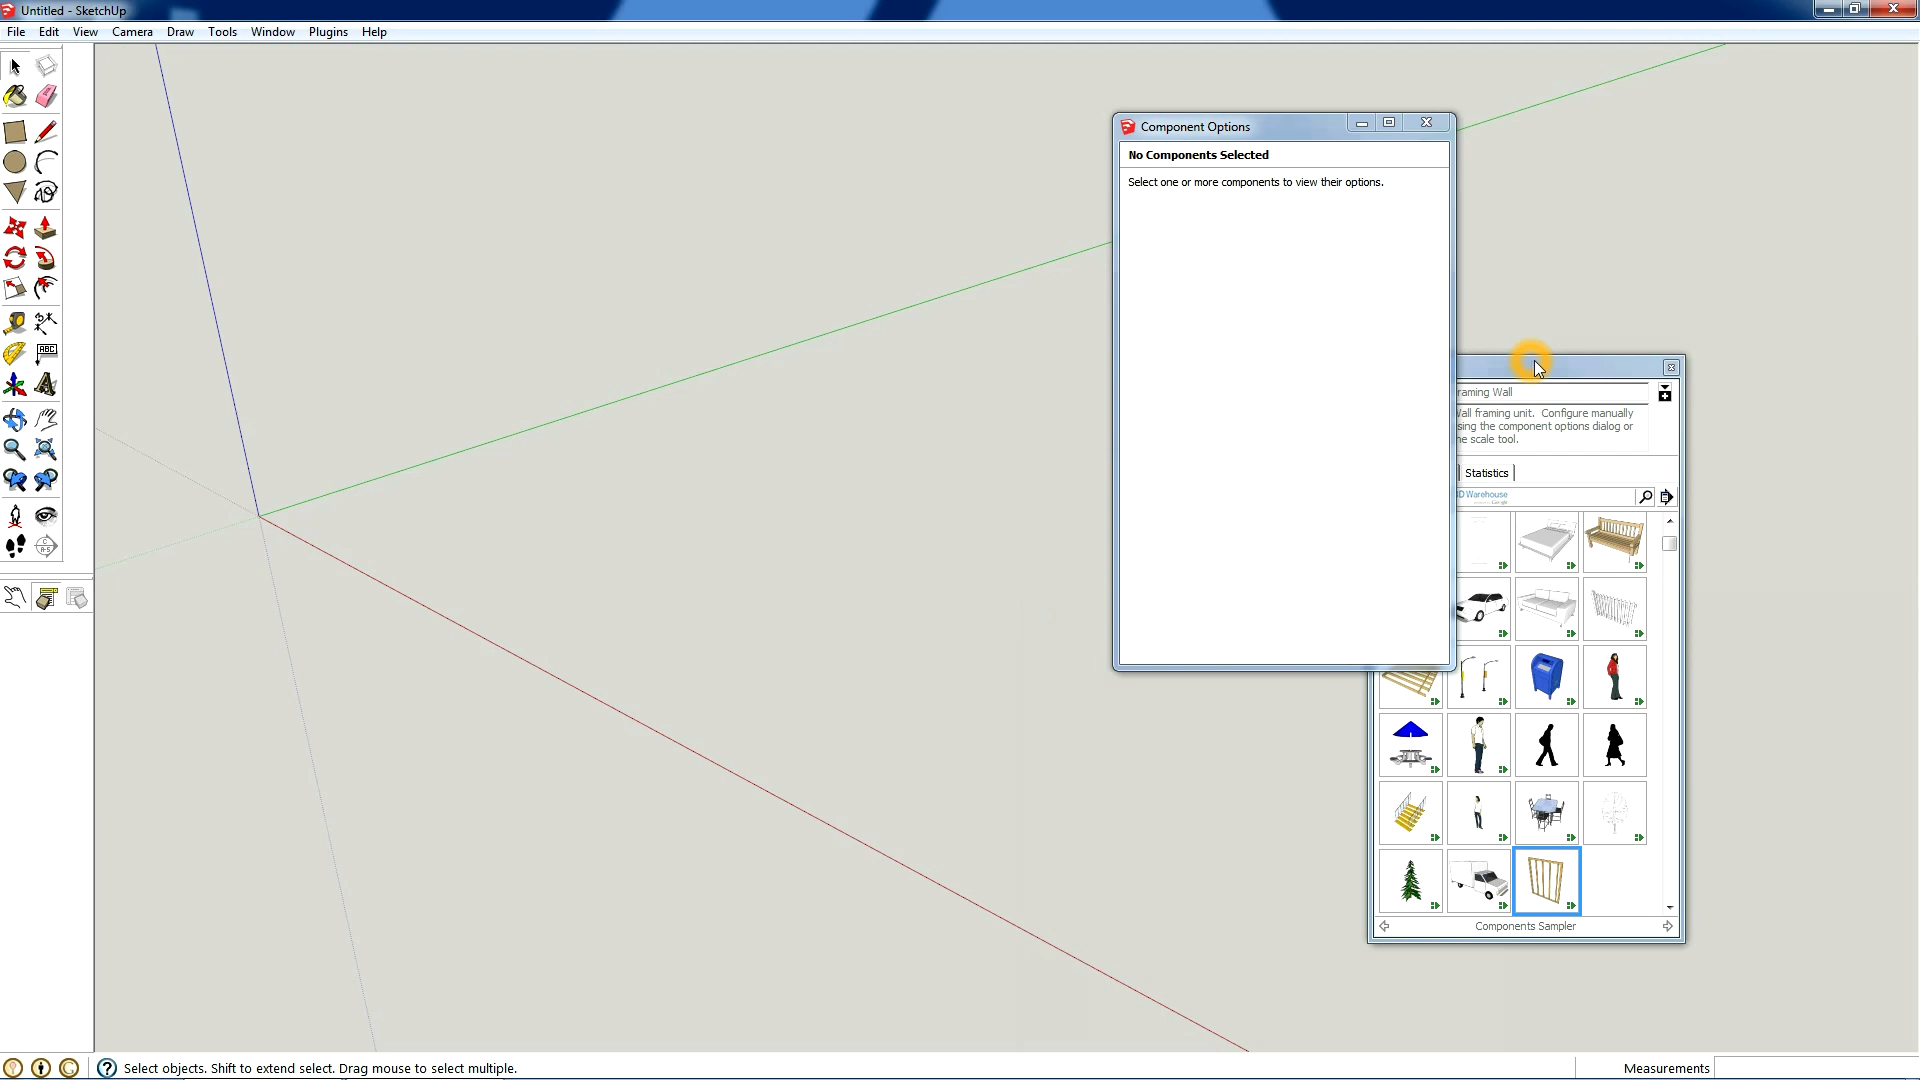 Untitled - SketchUp
File Edit View Camera Draw Tools Window Plugins Help
Component Options
No Components Selected
Select one or more components to view their options.
raming Wall
Wall framing unit. Configure manually
sing the component options dialog or
he scale tool.
Statistics
3D Warehouse
ABC
Components Sampler
Select objects. Shift to extend select. Drag mouse to select multiple.
Measurements